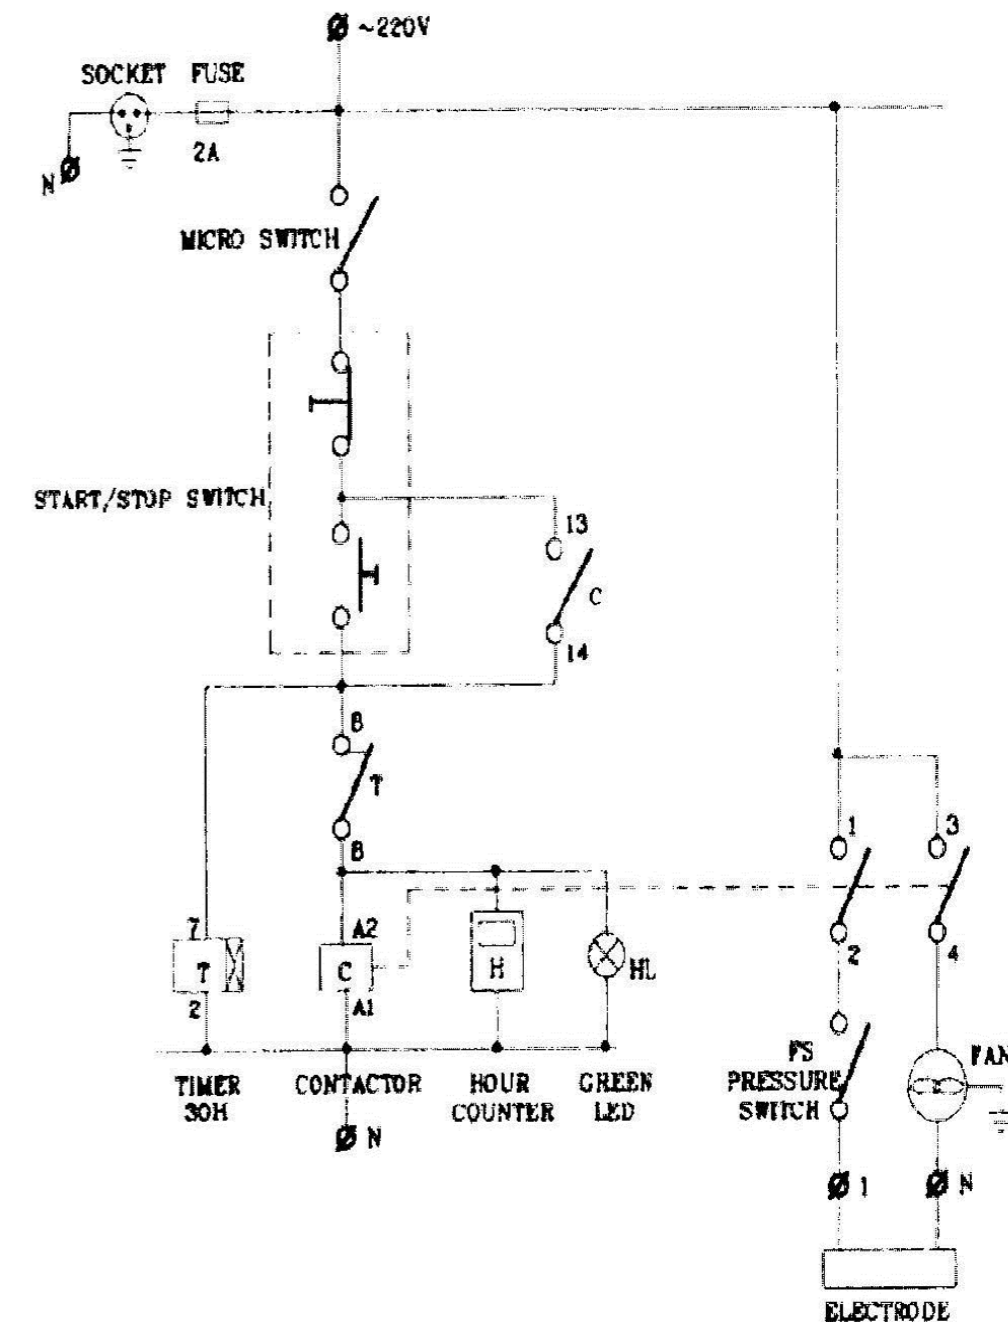 ~220V
SOCKET FUSE
2A
N
MICRO SWITCH
START/STOP SWITCH
13
C
14
8
T
8
1
3
7
A2
2
4
T
C
H
HL
2
A1
FAN
PS
PRESSURE
SWITCH
TIMER
30H
CONTACTOR
HOUR
COUNTER
GREEN
LED
N
1
N
ELECTRODE